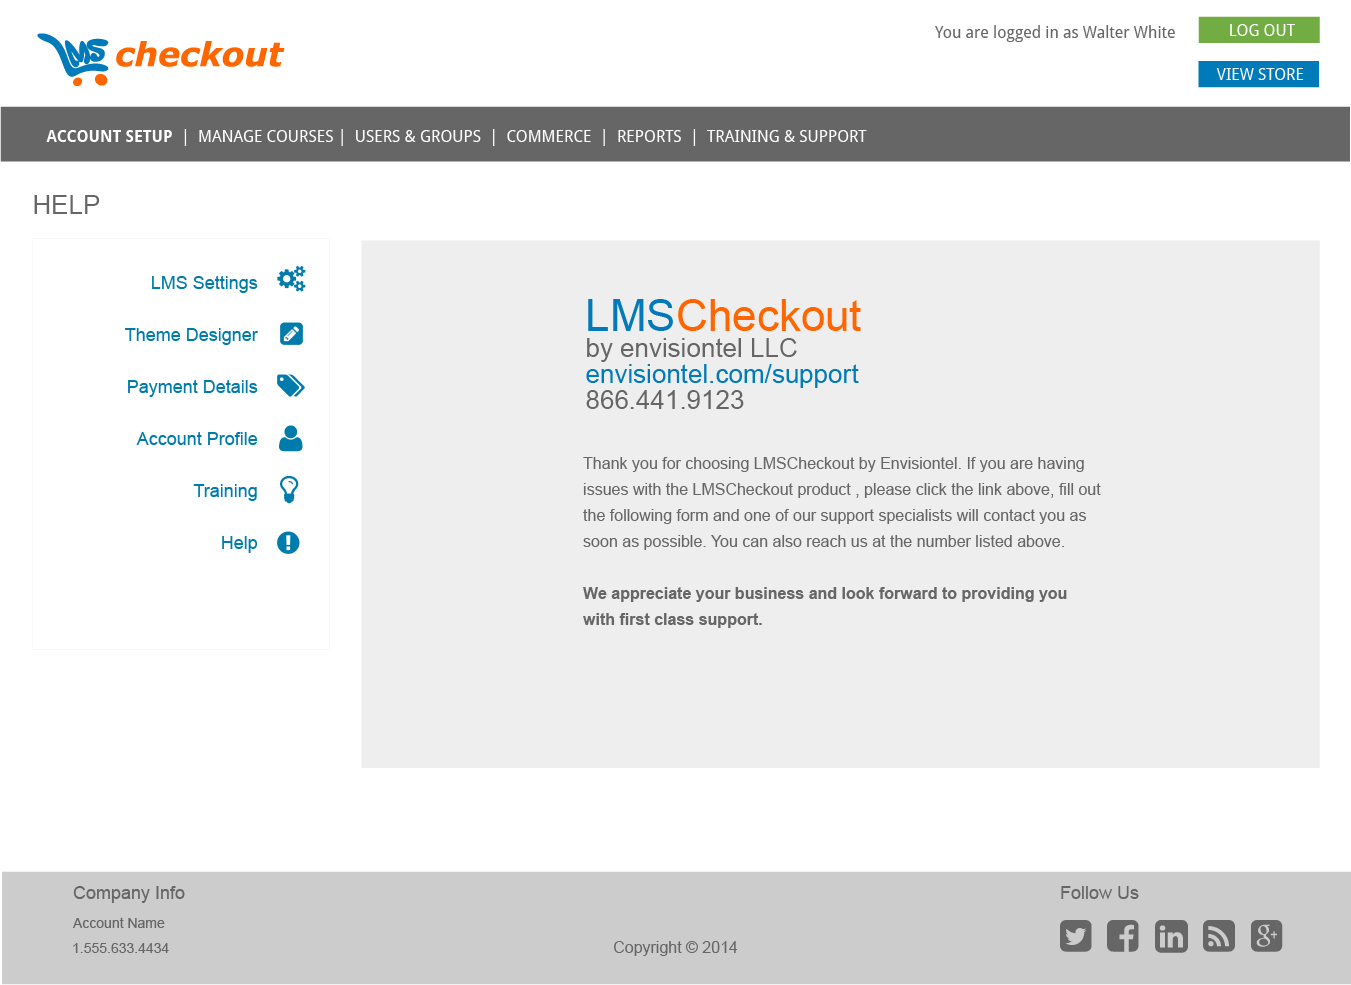 LMS checkout
You are logged in as Walter White
LOG OUT
VIEW STORE
ACCOUNT SETUP | MANAGE COURSES | USERS & GROUPS | COMMERCE | REPORTS | TRAINING & SUPPORT
HELP
LMS Settings
Theme Designer
Payment Details
Account Profile
Training
Help
LMSCheckout
by envisiontel LLC
envisiontel.com/support
866.441.9123
Thank you for choosing LMSCheckout by Envisiontel. If you are having
issues with the LMSCheckout product , please click the link above, fill out
the following form and one of our support specialists will contact you as
soon as possible. You can also reach us at the number listed above.
We appreciate your business and look forward to providing you
with first class support.
Company Info
Account Name
1.555.633.4434
Copyright © 2014
Follow Us